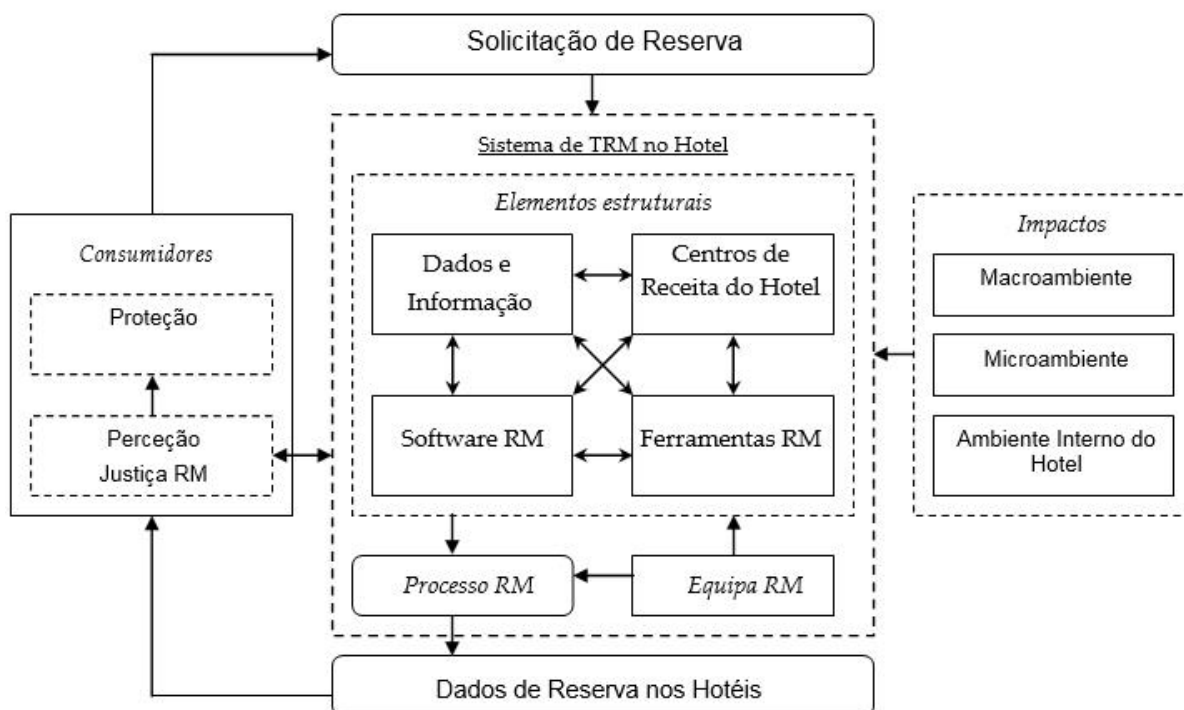 Solicitação de Reserva
Sistema de TRM no Hotel
Elementos estruturais
Dados e
Informação
Centros de
Receita do Hotel
Software RM
Ferramentas RM
Processo RM
Equipa RM
Consumidores
Proteção
Perceção
Justiça RM
Impactos
Macroambiente
Microambiente
Ambiente Interno do
Hotel
Dados de Reserva nos Hotéis